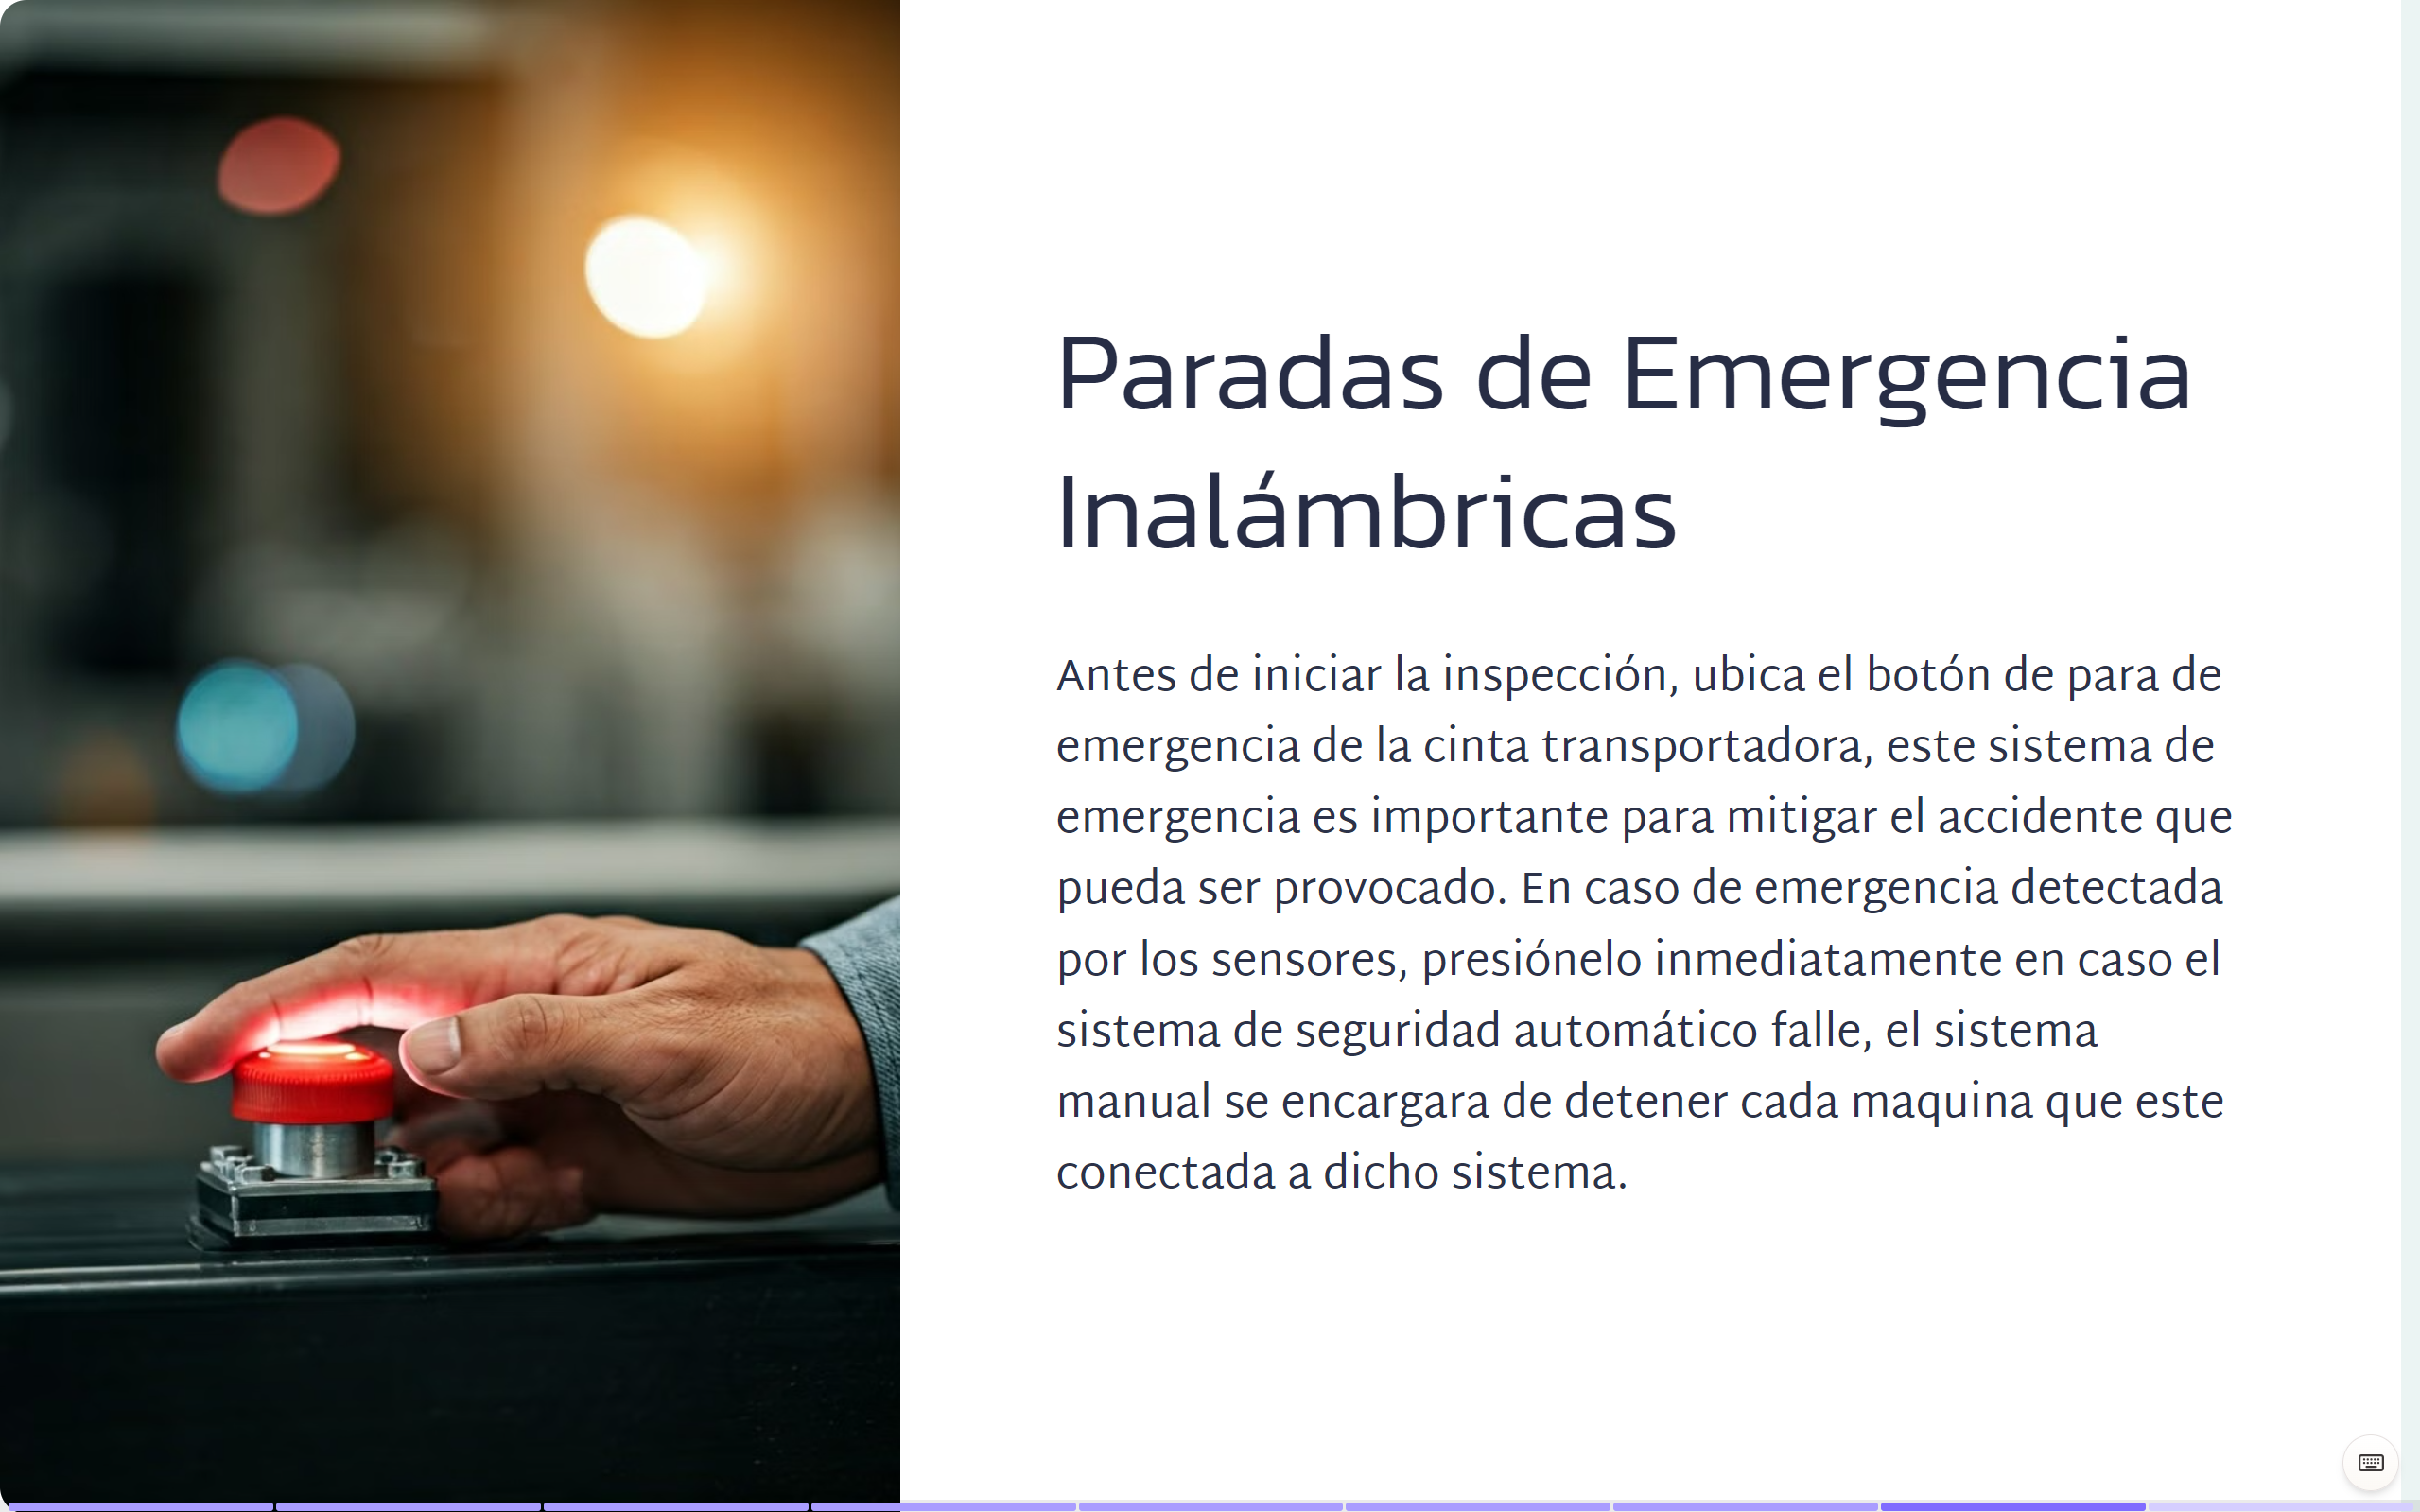 Paradas de Emergencia
Inalámbricas
Antes de iniciar la inspección, ubica el botón de para de
emergencia de la cinta transportadora, este sistema de
emergencia es importante para mitigar el accidente que
pueda ser provocado. En caso de emergencia detectada
por los sensores, presiónelo inmediatamente en caso el
sistema de seguridad automático falle, el sistema
manual se encargara de detener cada maquina que este
conectada a dicho sistema.